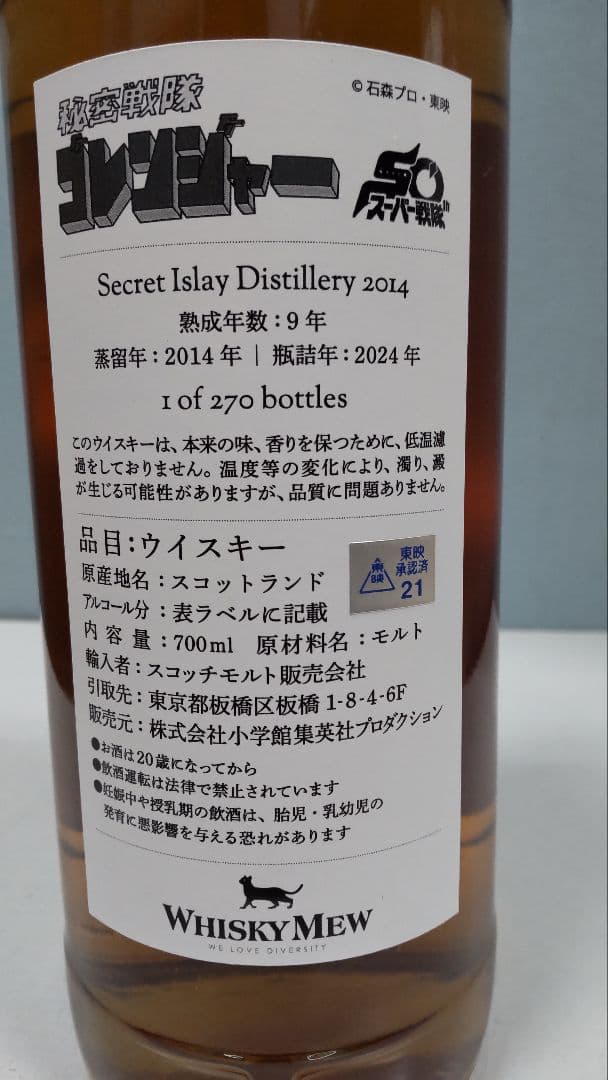 秘密戦隊
ゴレンジャー
© 石森プロ・東映
50th
スーパー戦隊
Secret Islay Distillery 2014
熟成年数：9 年
蒸留年：2014 年 | 瓶詰年：2024 年
1 of 270 bottles
このウイスキーは、本来の味、香りを保つために、低温濾
過をしておりません。温度等の変化により、濁り、澱
が生じる可能性がありますが、品質に問題ありません。
品目：ウイスキー
原産地名：スコットランド
アルコール分：表ラベルに記載
内容量：700ml 原材料名：モルト
輸入者：スコッチモルト販売会社
引取先：東京都板橋区板橋 1-8-4-6F
販売元：株式会社小学館集英社プロダクション
東映
東映
承認済
21
●お酒は20歳になってから
●飲酒運転は法律で禁止されています
●妊娠中や授乳期の飲酒は、胎児・乳幼児の
発育に悪影響を与える恐れがあります
WHISKY MEW
WE LOVE DIVERSITY